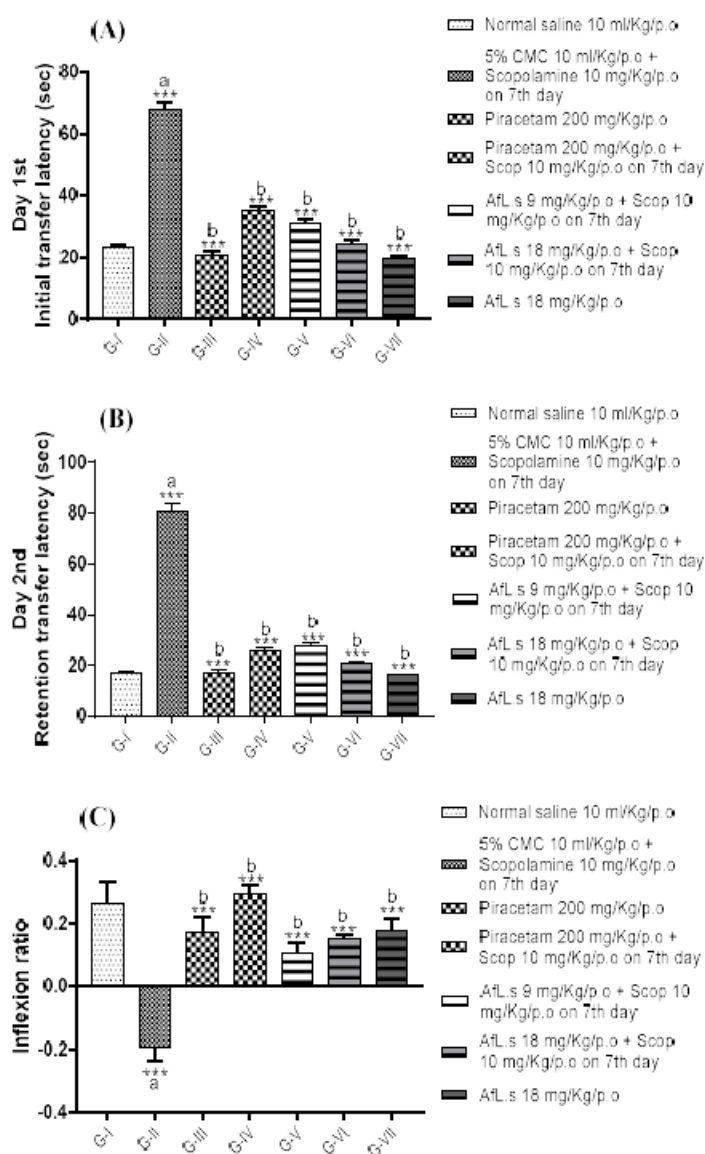 (A)
Day 1st
Initial transfer latency (sec)
80
60
40
20
0
a
***
b
***
b
***
b
***
b
***
b
***
G-I
G-II
G-III
G-IV
G-V
G-VI
G-VII
Normal saline 10 ml/Kg/p.o
5% CMC 10 ml/Kg/p.o +
Scopolamine 10 mg/Kg/p.o
on 7th day
Piracetam 200 mg/Kg/p.o
Piracetam 200 mg/Kg/p.o +
Scop 10 mg/Kg/p.o on 7th day
AfL.s 9 mg/Kg/p.o + Scop 10
mg/Kg/p.o on 7th day
AfL.s 18 mg/Kg/p.o + Scop
10 mg/Kg/p.o on 7th day
AfL.s 18 mg/Kg/p.o
(B)
Day 2nd
Retention transfer latency (sec)
100
80
60
40
20
0
a
***
b
***
b
***
b
***
b
***
b
***
G-I
G-II
G-III
G-IV
G-V
G-VI
G-VII
Normal saline 10 ml/Kg/p.o
5% CMC 10 ml/Kg/p.o +
Scopolamine 10 mg/Kg/p.o
on 7th day
Piracetam 200 mg/Kg/p.o
Piracetam 200 mg/Kg/p.o +
Scop 10 mg/Kg/p.o on 7th day
AfL.s 9 mg/Kg/p.o + Scop 10
mg/Kg/p.o on 7th day
AfL.s 18 mg/Kg/p.o + Scop
10 mg/Kg/p.o on 7th day
AfL.s 18 mg/Kg/p.o
(C)
Inflexion ratio
0.4
0.2
0.0
-0.2
-0.4
***
a
b
***
b
***
b
***
b
***
b
***
G-I
G-II
G-III
G-IV
G-V
G-VI
G-VII
Normal saline 10 ml/Kg/p.o
5% CMC 10 ml/Kg/p.o +
Scopolamine 10 mg/Kg/p.o
on 7th day
Piracetam 200 mg/Kg/p.o
Piracetam 200 mg/Kg/p.o +
Scop 10 mg/Kg/p.o on 7th day
AfL.s 9 mg/Kg/p.o + Scop 10
mg/Kg/p.o on 7th day
AfL.s 18 mg/Kg/p.o + Scop
10 mg/Kg/p.o on 7th day
AfL.s 18 mg/Kg/p.o